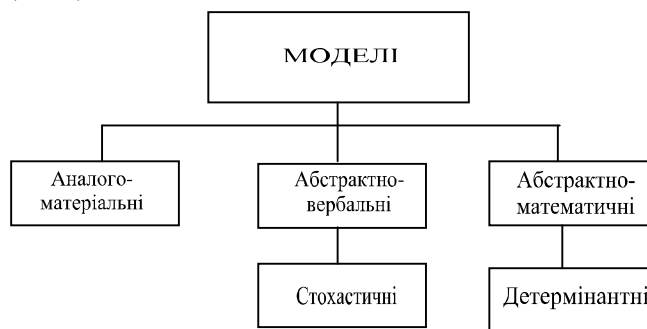 МОДЕЛІ
Аналого-
матеріальні
Абстрактно-
вербальні
Абстрактно-
математичні
Стохастичні
Детермінантні